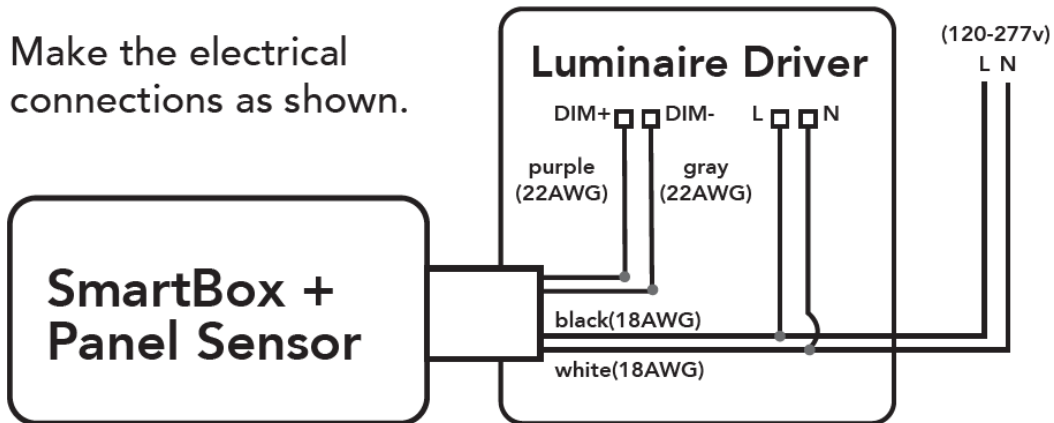 Make the electrical
connections as shown.
Luminaire Driver
(120-277v)
L N
DIM+ DIM- L N
purple
(22AWG)
gray
(22AWG)
SmartBox +
Panel Sensor
black(18AWG)
white(18AWG)